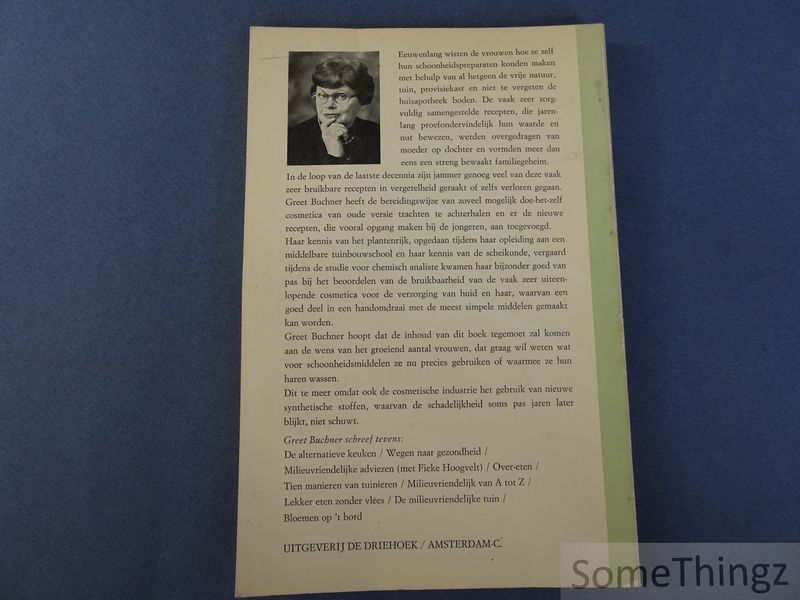 Eeuwenlang wisten de vrouwen hoe ze zelf
hun schoonheidspreparaten konden maken
met behulp van al hetgeen de vrije natuur,
tuin, provisiekast en niet te vergeten de
huisapotheek boden. De vaak zeer zorg-
vuldig samengestelde recepten, die jaren-
lang proefondervindelijk hun waarde en
nut bewezen, werden overgedragen van
moeder op dochter en vormden meer dan
eens een streng bewaakt familiegeheim.
In de loop van de laatste decennia zijn jammer genoeg veel van deze vaak
zeer bruikbare recepten in vergetelheid geraakt of zelfs verloren gegaan.
Greet Buchner heeft de bereidingswijze van zoveel mogelijk doe-het-zelf
cosmetica van oude versie trachten te achterhalen en er de nieuwe
recepten, die vooral opgang maken bij de jongeren, aan toegevoegd.
Haar kennis van het plantenrijk, opgedaan tijdens haar opleiding aan een
middelbare tuinbouwschool en haar kennis van de scheikunde, vergaard
tijdens de studie voor chemisch analiste kwamen haar bijzonder goed van
pas bij het beoordelen van de bruikbaarheid van de vaak zeer uiteen-
lopende cosmetica voor de verzorging van huid en haar, waarvan een
goed deel in een handomdraai met de meest simpele middelen gemaakt
kan worden.
Greet Buchner hoopt dat de inhoud van dit boek tegemoet zal komen
aan de wens van het groeiend aantal vrouwen, dat graag wil weten wat
voor schoonheidsmiddelen ze nu precies gebruiken of waarmee ze hun
haren wassen.
Dit te meer omdat ook de cosmetische industrie het gebruik van nieuwe
synthetische stoffen, waarvan de schadelijkheid soms pas jaren later
blijkt, niet schuwt.
Greet Buchner schreef tevens:
De alternatieve keuken / Wegen naar gezondheid /
Milieuvriendelijke adviezen (met Fieke Hoogvelt) / Over-eten /
Tien manieren van tuinieren / Milieuvriendelijk van A tot Z /
Lekker eten zonder vlees / De milieuvriendelijke tuin /
Bloemen op 't bord
UITGEVERIJ DE DRIEHOEK / AMSTERDAM-C.
SomeThingz